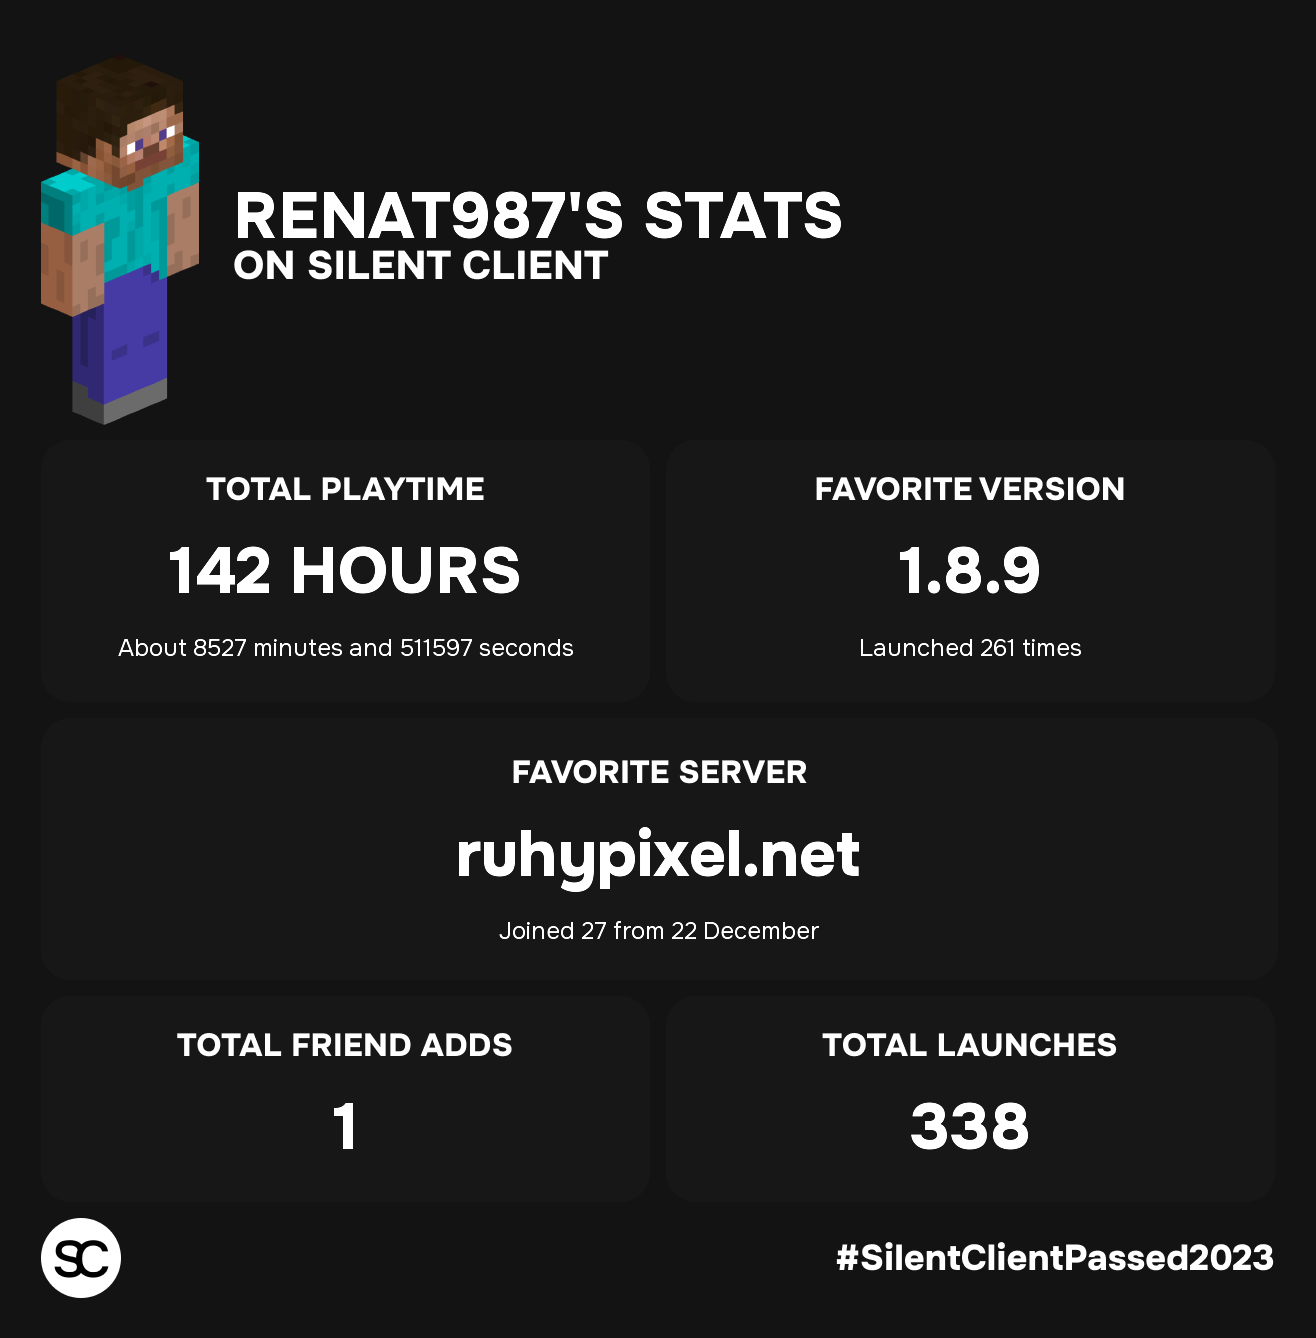 RENAT987'S STATS
ON SILENT CLIENT
TOTAL PLAYTIME
142 HOURS
About 8527 minutes and 511597 seconds
FAVORITE VERSION
1.8.9
Launched 261 times
FAVORITE SERVER
ruhypixel.net
Joined 27 from 22 December
TOTAL FRIEND ADDS
1
TOTAL LAUNCHES
338
SC
#SilentClientPassed2023